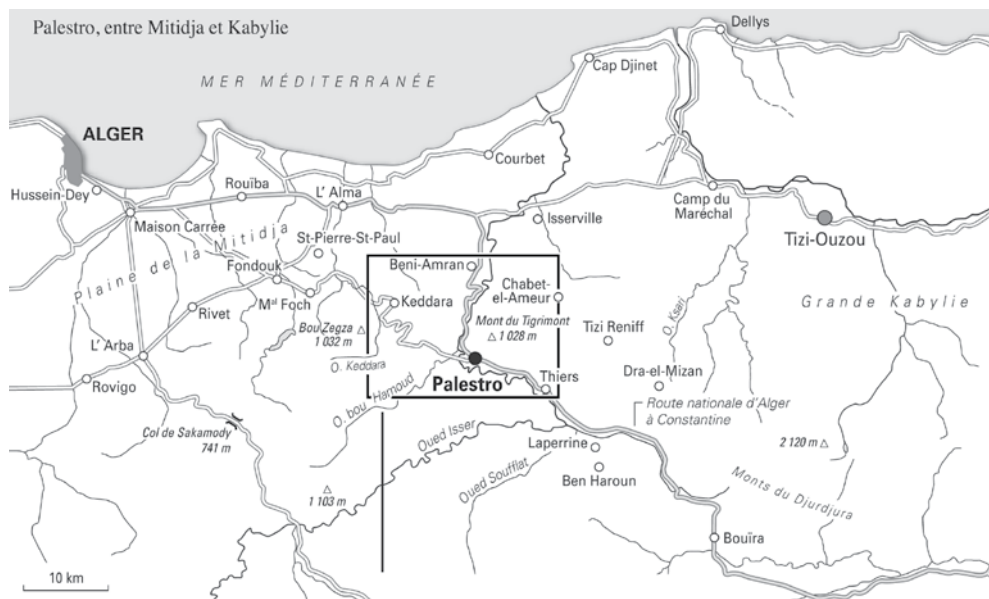 Palestro, entre Mitidja et Kabylie
Dellys
Cap Djinet
MER MÉDITERRANÉE
ALGER
Courbet
Hussein-Dey
Rouïba
L' Alma
Camp du
Maréchal
Isserville
Maison Carrée
Tizi-Ouzou
St-Pierre-St-Paul
Plaine de la Mitidja
Fondouk
Beni-Amran
Chabet-
el-Ameur
Grande Kabylie
Mal Foch
Keddara
Rivet
Bou Zegza
1 032 m
Mont du Tigrimont
1 028 m
O. Ksari
Tizi Reniff
L' Arba
O. Keddara
Palestro
Thiers
Dra-el-Mizan
Rovigo
O. bou Hamoud
Route nationale d'Alger
à Constantine
Col de Sakamody
741 m
Oued Isser
Laperrine
2 120 m
Oued Soufflat
Ben Haroun
1 103 m
Monts du Djurdjura
Bouïra
10 km